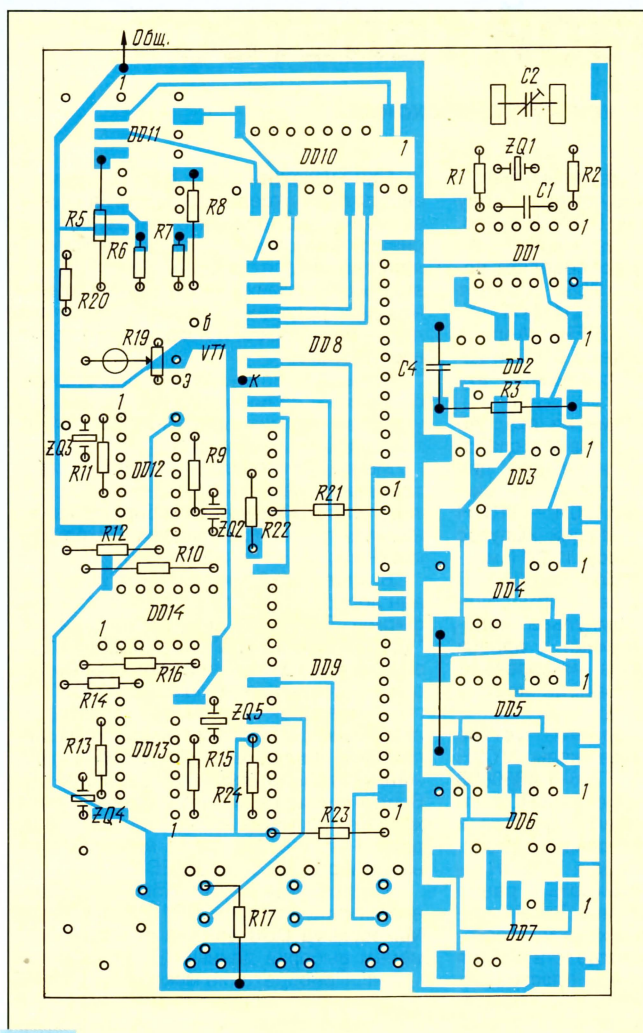 Общ.
1
C2
DD11
DD10
1
ZQ1
R1
R2
C1
1
R5
R8
R6
R7
DD1
R20
б
R19
VT1
DD8
1
DD2
C4
Э
К
R3
1
1
ZQ3
R11
DD12
R9
DD3
ZQ2
R22
R21
1
R12
R10
1
DD14
DD4
1
R16
R14
DD9
1
ZQ5
DD5
R13
DD13
R15
R24
1
ZQ4
1
R23
1
DD6
R17
1
DD7